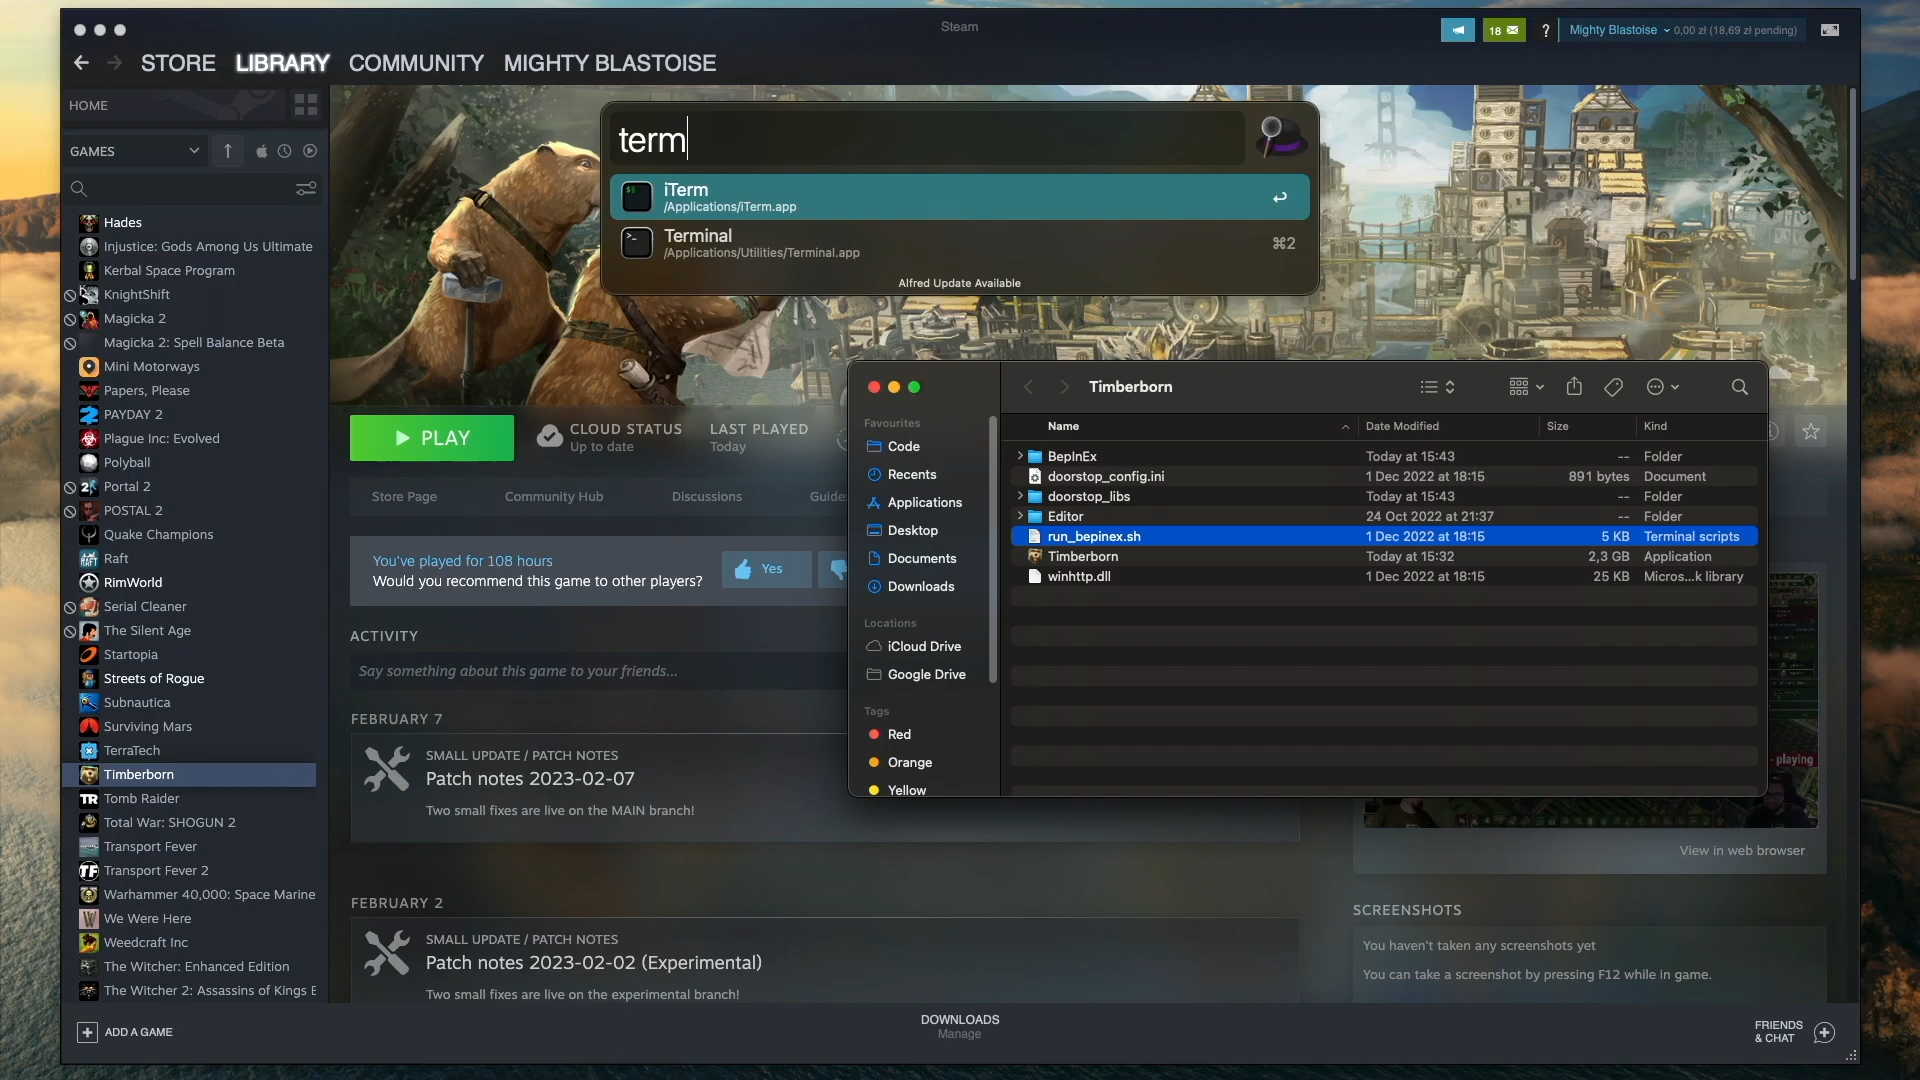 Steam
18
?
Mighty Blastoise
0,00 zł (18,69 zł pending)
STORE
LIBRARY
COMMUNITY
MIGHTY BLASTOISE
HOME
GAMES
Hades
Injustice: Gods Among Us Ultimate
Kerbal Space Program
KnightShift
Magicka 2
Magicka 2: Spell Balance Beta
Mini Motorways
Papers, Please
PAYDAY 2
Plague Inc: Evolved
Polyball
Portal 2
POSTAL 2
Quake Champions
Raft
RimWorld
Serial Cleaner
The Silent Age
Startopia
Streets of Rogue
Subnautica
Surviving Mars
TerraTech
Timberborn
Tomb Raider
Total War: SHOGUN 2
Transport Fever
Transport Fever 2
Warhammer 40,000: Space Marine
We Were Here
Weedcraft Inc
The Witcher: Enhanced Edition
The Witcher 2: Assassins of Kings E
ADD A GAME
term
iTerm
/Applications/iTerm.app
Terminal
/Applications/Utilities/Terminal.app
⌘2
Alfred Update Available
PLAY
CLOUD STATUS
Up to date
LAST PLAYED
Today
Store Page
Community Hub
Discussions
Guide
You've played for 108 hours
Would you recommend this game to other players?
Yes
ACTIVITY
Say something about this game to your friends...
FEBRUARY 7
SMALL UPDATE / PATCH NOTES
Patch notes 2023-02-07
Two small fixes are live on the MAIN branch!
FEBRUARY 2
SMALL UPDATE / PATCH NOTES
Patch notes 2023-02-02 (Experimental)
Two small fixes are live on the experimental branch!
Timberborn
Favourites
Code
Recents
Applications
Desktop
Documents
Downloads
Locations
iCloud Drive
Google Drive
Tags
Red
Orange
Yellow
Name Date Modified Size Kind
BepInEx Today at 15:43 -- Folder
doorstop_config.ini 1 Dec 2022 at 18:15 891 bytes Document
doorstop_libs Today at 15:43 -- Folder
Editor 24 Oct 2022 at 21:37 -- Folder
run_bepinex.sh 1 Dec 2022 at 18:15 5 KB Terminal scripts
Timberborn Today at 15:32 2,3 GB Application
winhttp.dll 1 Dec 2022 at 18:15 25 KB Micros...k library
- playing
View in web browser
SCREENSHOTS
You haven't taken any screenshots yet
You can take a screenshot by pressing F12 while in game.
DOWNLOADS
Manage
FRIENDS
& CHAT